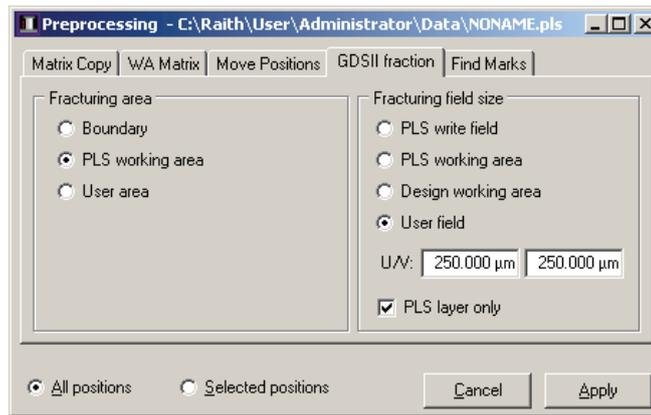 Preprocessing - C:\Raith\User\Administrator\Data\NONAME.pls
Matrix Copy WA Matrix Move Positions GDSII fraction Find Marks
Fracturing area
Boundary
PLS working area
User area
Fracturing field size
PLS write field
PLS working area
Design working area
User field
U/V: 250.000 µm 250.000 µm
PLS layer only
All positions Selected positions Cancel Apply